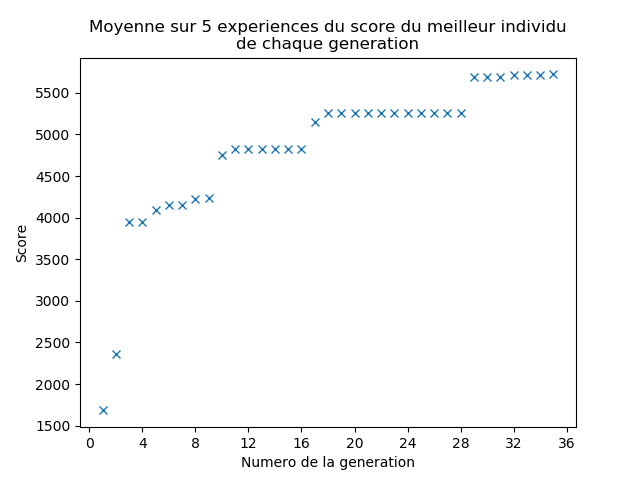 Moyenne sur 5 experiences du score du meilleur individu
de chaque generation
5500
5000
4500
4000
3500
3000
2500
2000
1500
Score
0 4 8 12 16 20 24 28 32 36
Numero de la generation